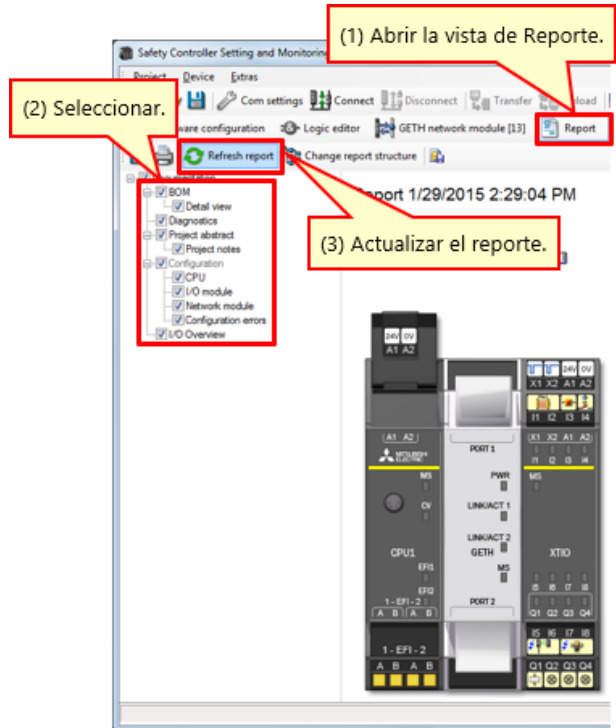 (1) Abrir la vista de Reporte.
Safety Controller Setting and Monitoring
Project Device Extras
(2) Seleccionar.
Com settings Connect Disconnect Transfer
Logic editor GETH network module [13] Report
Refresh report Change report structure
BOM
Detail view
Diagnostics
Project abstract
Project notes
Configuration
CPU
I/O module
Network module
Configuration errors
I/O Overview
1/29/2015 2:29:04 PM
(3) Actualizar el reporte.
24V 0V
A1 A2
24V 0V
X1 X2 A1 A2
I1 I2 I3 I4
A1 A2
PORT 1
X1 X2 A1 A2
MITSUBISHI ELECTRIC
I1 I2 I3 I4
MS
PWR
MS
CV
LINK/ACT 1
LINK/ACT 2
CPU1
GETH
XTIO
EFI1
MS
EFI2
I5 I6 I7 I8
1 - EFI - 2
PORT 2
A B A B
Q1 Q2 Q3 Q4
I5 I6 I7 I8
1 - EFI - 2
A B A B
Q1 Q2 Q3 Q4